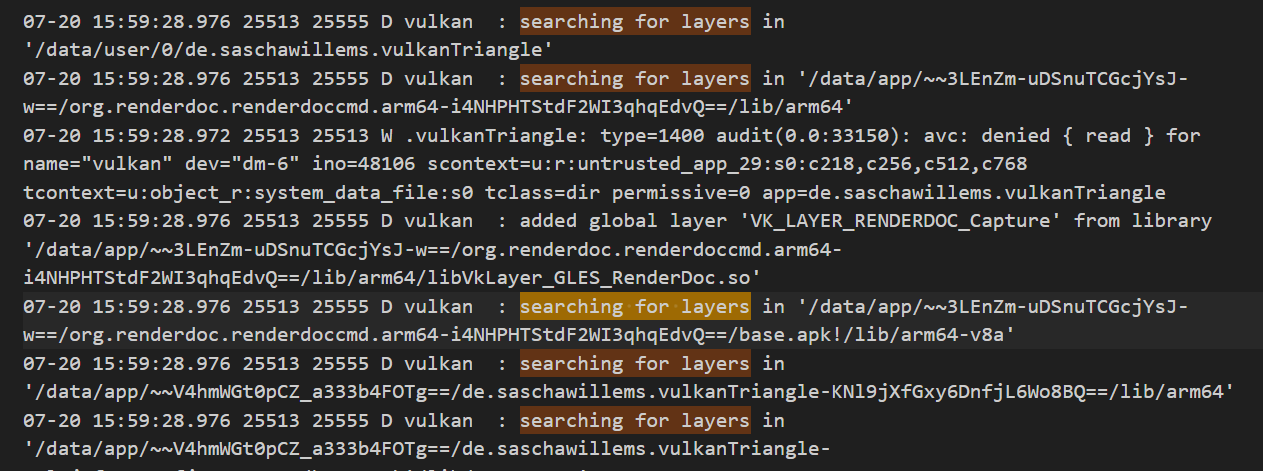 07-20 15:59:28.976 25513 25555 D vulkan  : searching for layers in
'/data/user/0/de.saschawillems.vulkanTriangle'
07-20 15:59:28.976 25513 25555 D vulkan  : searching for layers in '/data/app/~~3LEnZm-uDSnuTCGcjYsJ-
w==/org.renderdoc.renderdoccmd.arm64-i4NHPHTStdF2WI3qhqEdvQ==/lib/arm64'
07-20 15:59:28.972 25513 25513 W .vulkanTriangle: type=1400 audit(0.0:33150): avc: denied { read } for
name="vulkan" dev="dm-6" ino=48106 scontext=u:r:untrusted_app_29:s0:c218,c256,c512,c768
tcontext=u:object_r:system_data_file:s0 tclass=dir permissive=0 app=de.saschawillems.vulkanTriangle
07-20 15:59:28.976 25513 25555 D vulkan  : added global layer 'VK_LAYER_RENDERDOC_Capture' from library
'/data/app/~~3LEnZm-uDSnuTCGcjYsJ-w==/org.renderdoc.renderdoccmd.arm64-
i4NHPHTStdF2WI3qhqEdvQ==/lib/arm64/libVkLayer_GLES_RenderDoc.so'
07-20 15:59:28.976 25513 25555 D vulkan  : searching for layers in '/data/app/~~3LEnZm-uDSnuTCGcjYsJ-
w==/org.renderdoc.renderdoccmd.arm64-i4NHPHTStdF2WI3qhqEdvQ==/base.apk!/lib/arm64-v8a'
07-20 15:59:28.976 25513 25555 D vulkan  : searching for layers in
'/data/app/~~V4hmWGt0pCZ_a333b4FOTg==/de.saschawillems.vulkanTriangle-KNl9jXfGxy6DnfjL6Wo8BQ==/lib/arm64'
07-20 15:59:28.976 25513 25555 D vulkan  : searching for layers in
'/data/app/~~V4hmWGt0pCZ_a333b4FOTg==/de.saschawillems.vulkanTriangle-